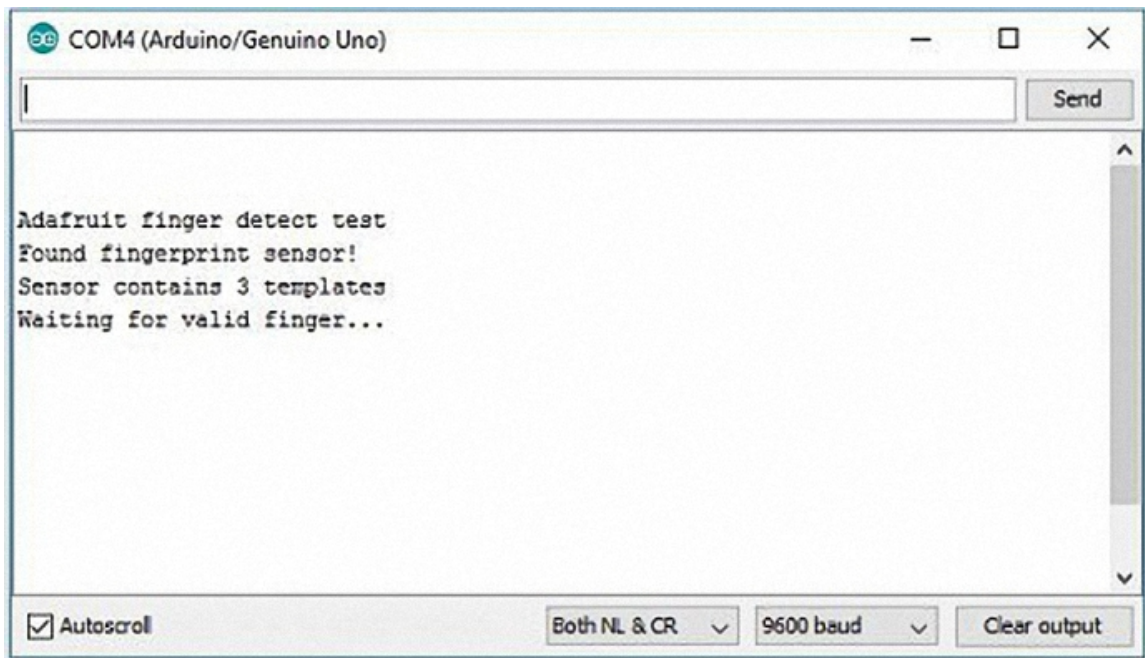 COM4 (Arduino/Genuino Uno)
Send
Adafruit finger detect test
Found fingerprint sensor!
Sensor contains 3 templates
Waiting for valid finger...
Autoscroll
Both NL & CR
9600 baud
Clear output